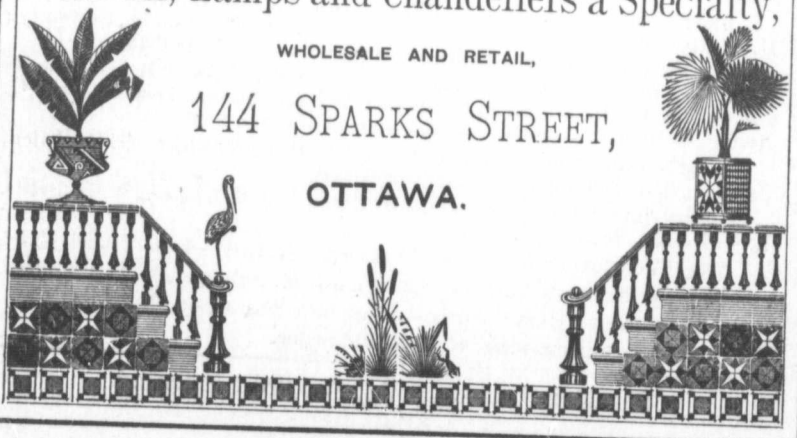 Lamps and Chandeliers a Specialty,
WHOLESALE AND RETAIL,
144 SPARKS STREET,
OTTAWA.